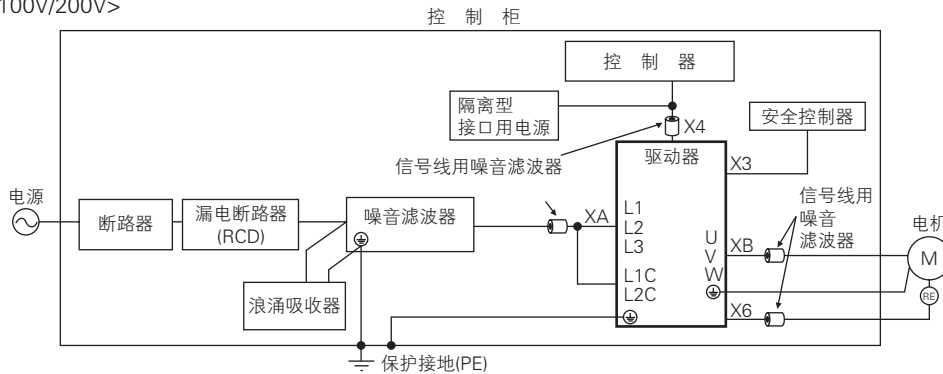 100V/200V>
控 制 柜
控 制 器
隔离型
接口用电源
X4
安全控制器
信号线用噪音滤波器
驱动器
X3
电源
断路器
漏电断路器
(RCD)
噪音滤波器
XA
L1
L2
L3
L1C
L2C
U
V
W
XB
X6
信号线用
噪音
滤波器
电机
M
RE
浪涌吸收器
保护接地(PE)